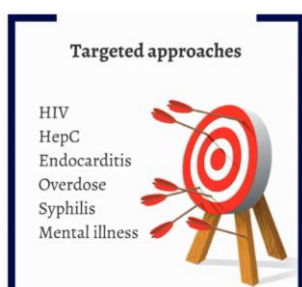 Targeted approaches
HIV
HepC
Endocarditis
Overdose
Syphilis
Mental illness